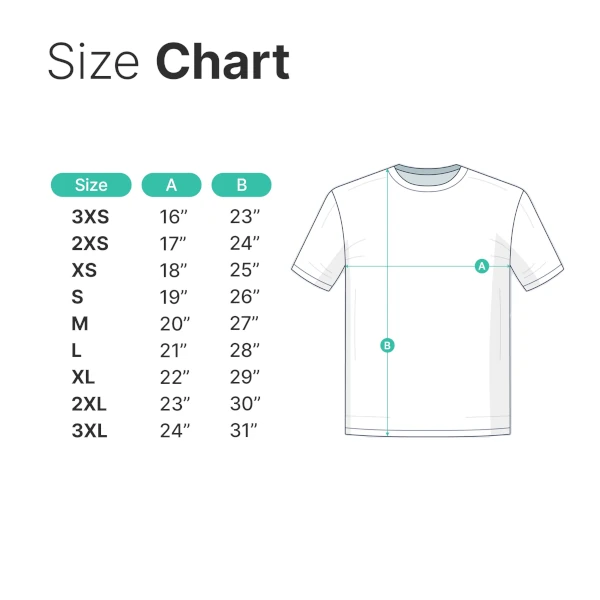 Size Chart
Size A B
3XS 16” 23”
2XS 17” 24”
XS 18” 25”
S 19” 26”
M 20” 27”
L 21” 28”
XL 22” 29”
2XL 23” 30”
3XL 24” 31”
A
B